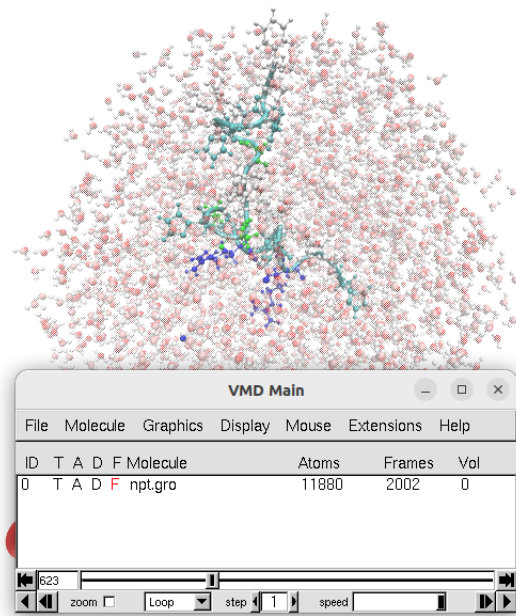 VMD Main
File Molecule Graphics Display Mouse Extensions Help
ID T A D F Molecule Atoms Frames Vol
0 T A D F npt.gro 11880 2002 0
623
zoom Loop step 1 speed